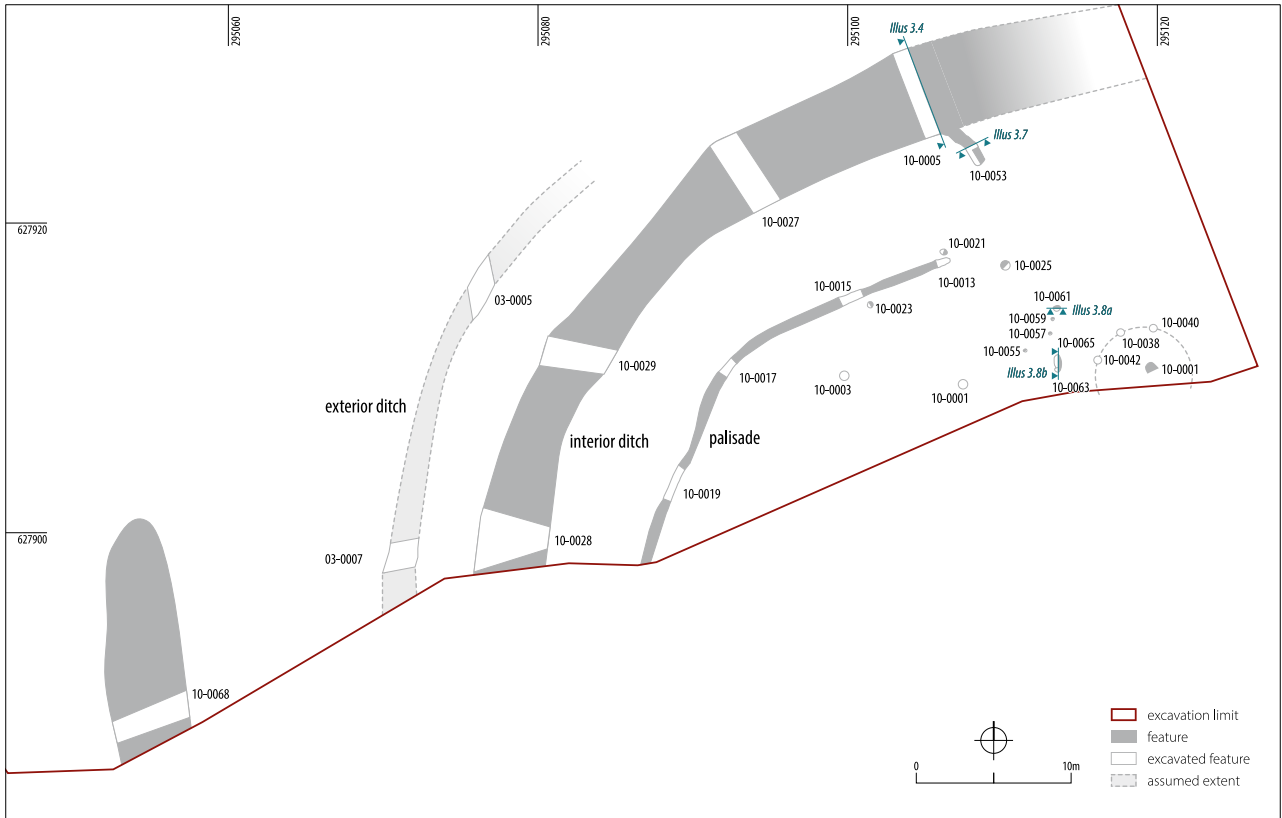 295060
295080
295100
295120
Illus 3.4
Illus 3.7
10-0005
10-0053
10-0027
627920
10-0021
10-0013
10-0025
10-0015
10-0023
03-0005
10-0061
Illus 3.8a
10-0059
10-0057
10-0040
10-0038
10-0065
10-0055
10-0042
10-0001
Illus 3.8b
10-0063
10-0029
10-0017
10-0003
10-0001
exterior ditch
interior ditch
palisade
10-0019
627900
10-0028
03-0007
10-0068
excavation limit
feature
excavated feature
assumed extent
0
10m